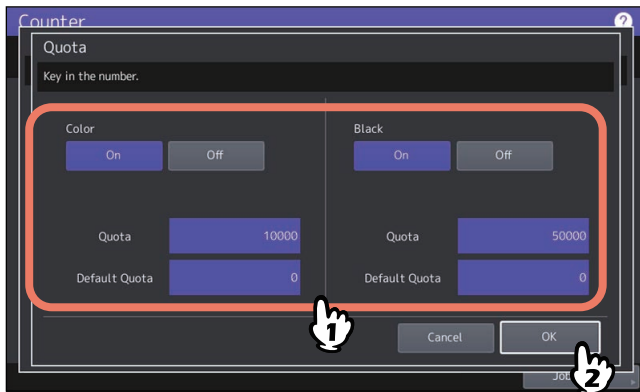 Counter
?
Quota
Key in the number.
Color
Black
On Off
On Off
Quota 10000
Quota 50000
Default Quota 0
Default Quota 0
1
Cancel OK
2